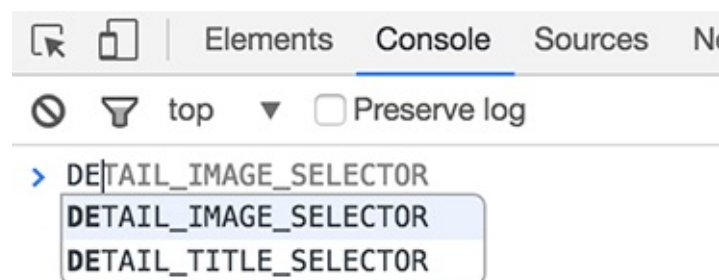 Elements Console Sources
top Preserve log
> DETAIL_IMAGE_SELECTOR
DETAIL_IMAGE_SELECTOR
DETAIL_TITLE_SELECTOR